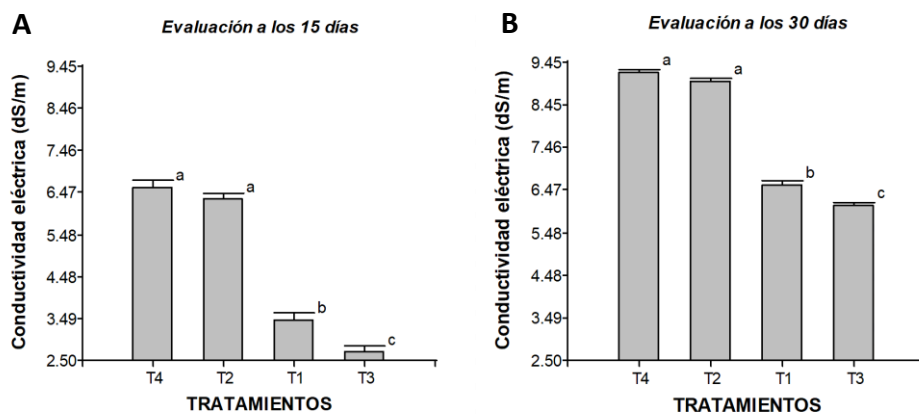 A
Evaluación a los 15 días
Conductividad eléctrica (dS/m)
9.45
8.46
7.46
6.47
5.48
4.48
3.49
2.50
a
a
b
c
T4 T2 T1 T3
TRATAMIENTOS
B
Evaluación a los 30 días
Conductividad eléctrica (dS/m)
9.45
8.45
7.46
6.47
5.48
4.48
3.49
2.50
a
a
b
c
T4 T2 T1 T3
TRATAMIENTOS